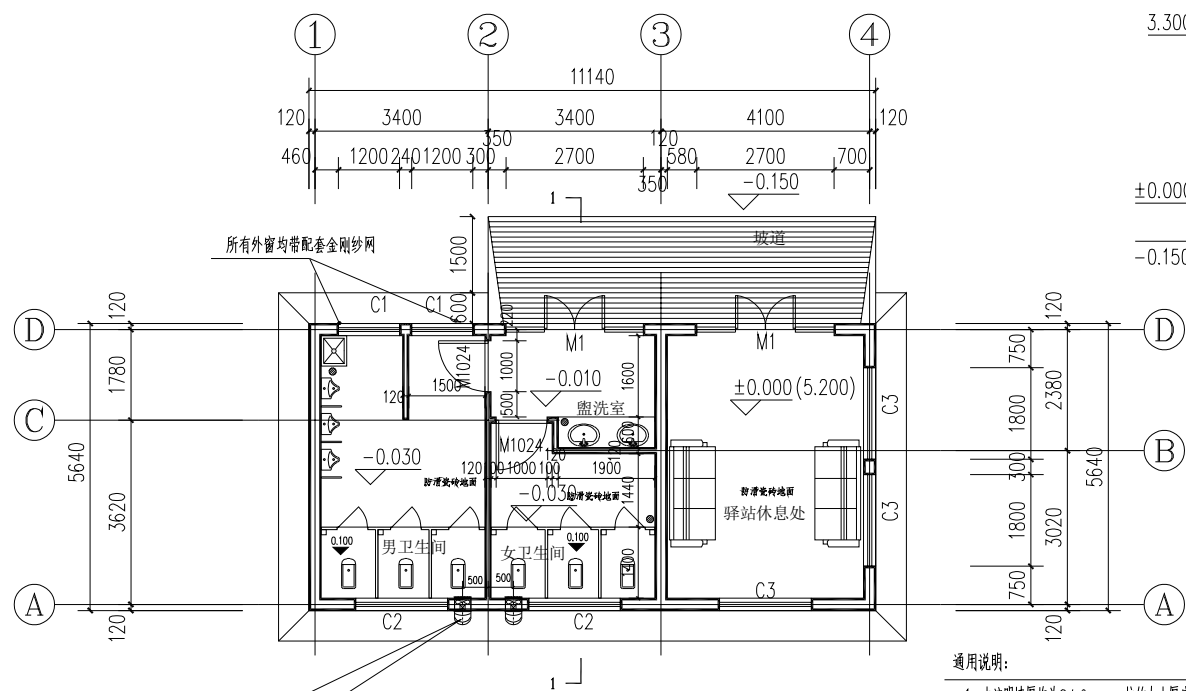 1 2 3 4
3.300
11140
120 3400 3400 4100 120
350 120
460 1200 240 1200 300 2700 580 2700 700
350
-0.150
1
±0.000
-0.150
坡道
所有外窗均带配套金刚纱网
1500
600
C1 C1
120 120
D D
220
M1 M1
1780 1000 1600 750 2380
M1024
-0.010
1500
120
500
±0.000(5.200)
盥洗室
C3
1800
C C
600
M1024
120
B
-0.030
120 1000 100 1900
300
5640 5640
防滑瓷砖地面 防滑瓷砖地面 防滑瓷砖地面
-0.030
1440
驿站休息处
C3
3620 1800 3020
0.100 0.100
男卫生间 女卫生间
500 500
750
C3
A A
C2 C2
120 120
1
通用说明: